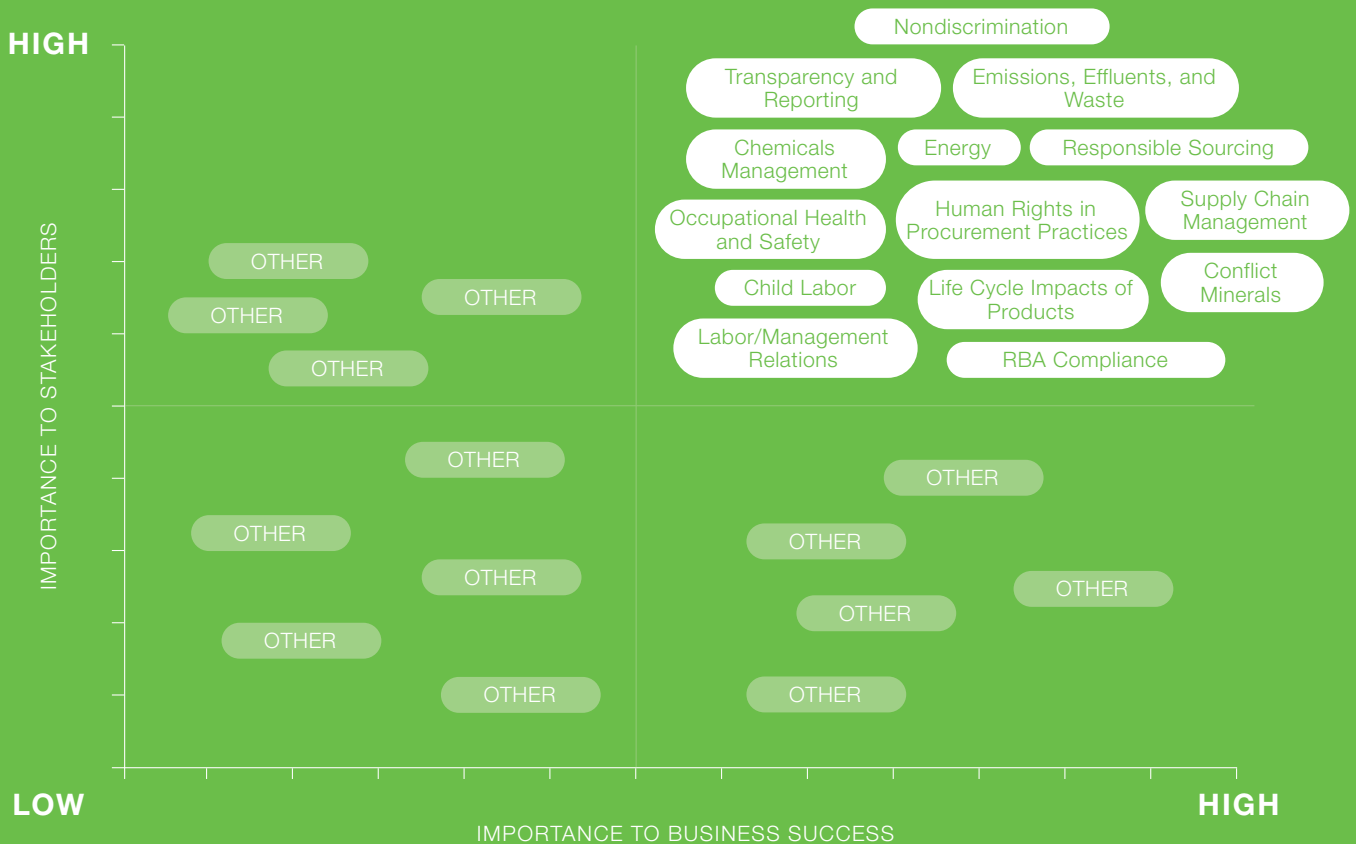 HIGH
Nondiscrimination
Transparency and
Reporting
Emissions, Effluents, and
Waste
Chemicals
Management
Energy
Responsible Sourcing
Occupational Health
and Safety
Human Rights in
Procurement Practices
Supply Chain
Management
Child Labor
Life Cycle Impacts of
Products
Conflict
Minerals
Labor/Management
Relations
RBA Compliance
IMPORTANCE TO STAKEHOLDERS
OTHER
OTHER
OTHER
OTHER
OTHER
OTHER
OTHER
OTHER
OTHER
OTHER
OTHER
OTHER
OTHER
OTHER
LOW
HIGH
IMPORTANCE TO BUSINESS SUCCESS